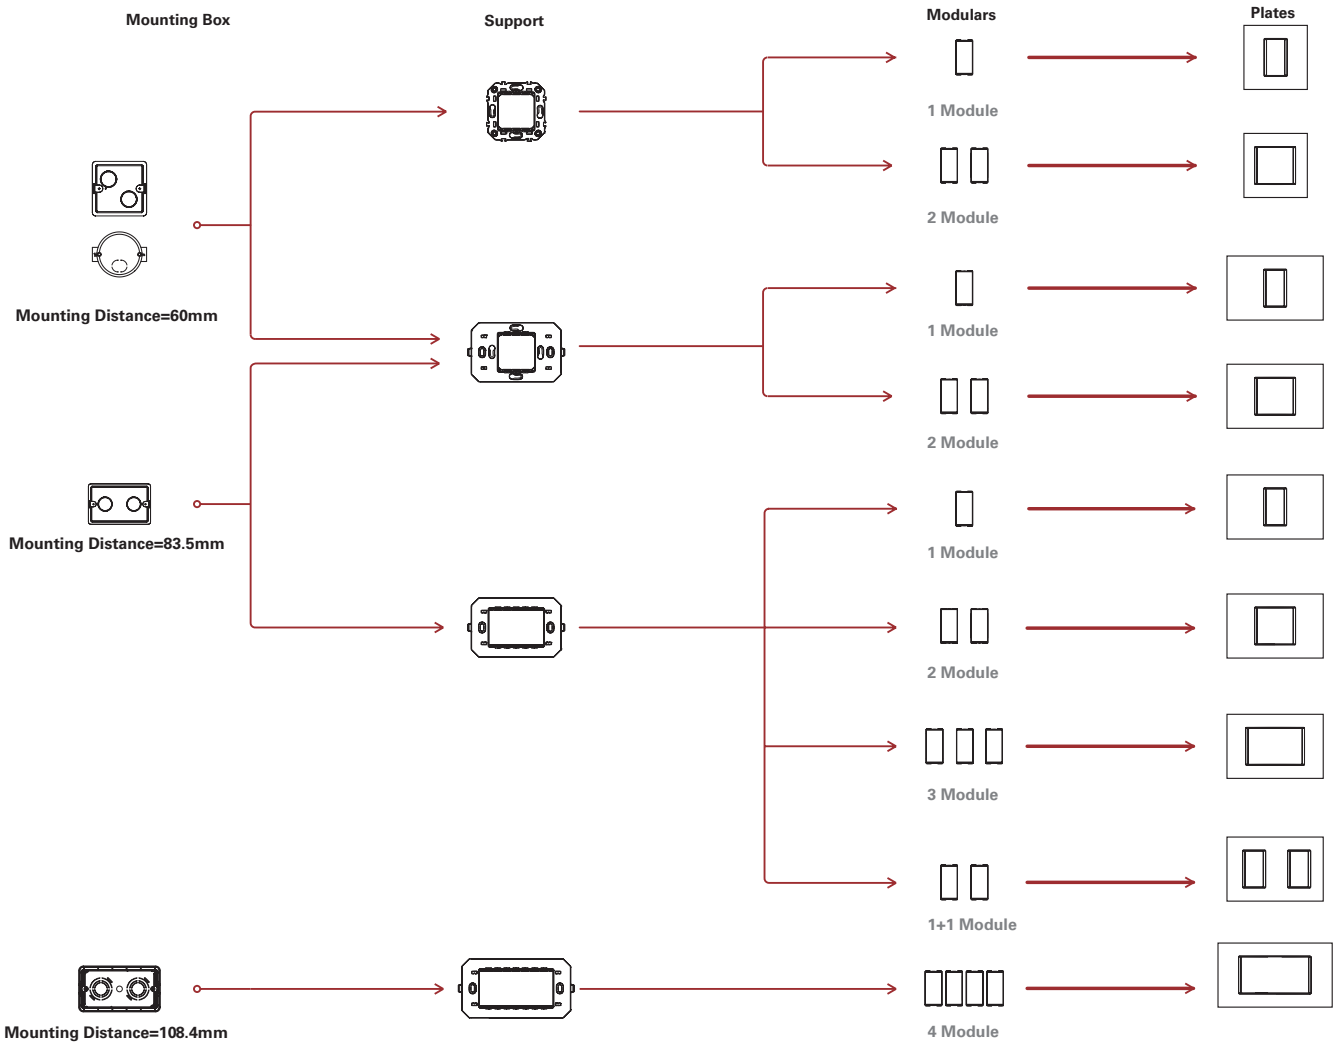 Mounting Box
Support
Modulars
Plates
1 Module
2 Module
Mounting Distance=60mm
1 Module
2 Module
Mounting Distance=83.5mm
1 Module
2 Module
3 Module
1+1 Module
Mounting Distance=108.4mm
4 Module